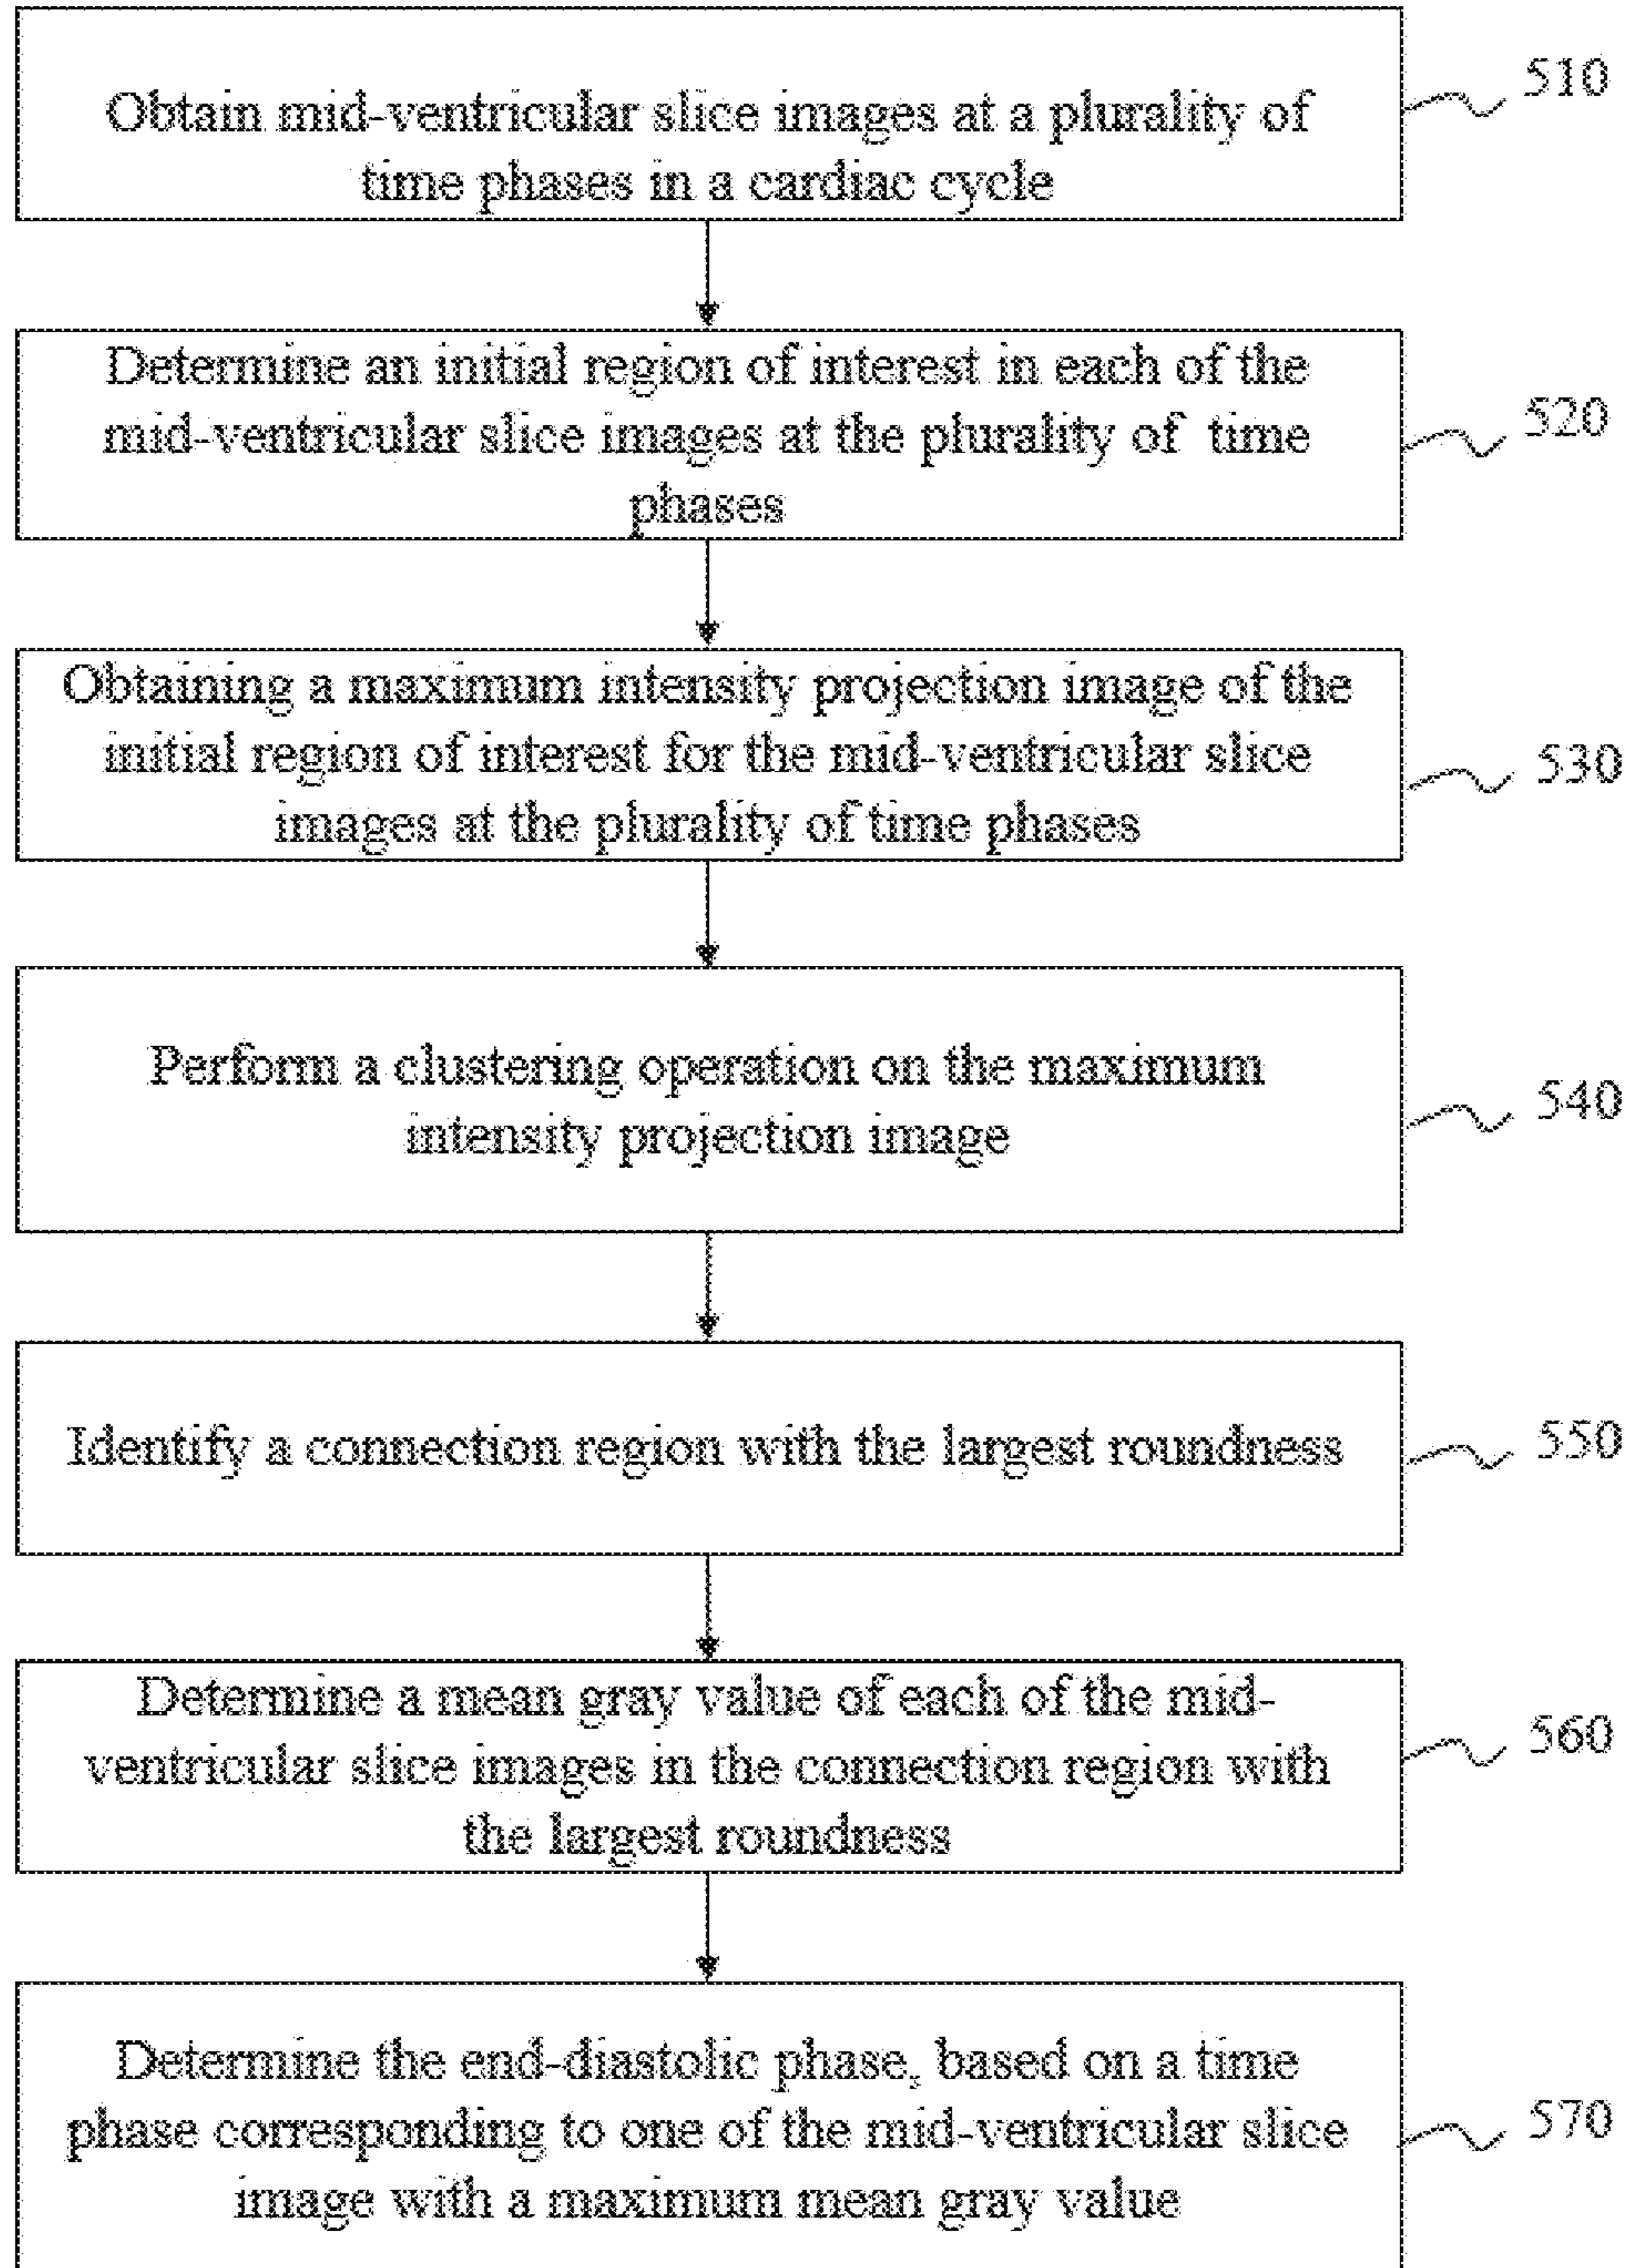 Obtain mid-ventricular slice images at a plurality of
time phases in a cardiac cycle
510
Determine an initial region of interest in each of the
mid-ventricular slice images at the plurality of time
phases
520
Obtaining a maximum intensity projection image of the
initial region of interest for the mid-ventricular slice
images at the plurality of time phases
530
Perform a clustering operation on the maximum
intensity projection image
540
Identify a connection region with the largest roundness
550
Determine a mean gray value of each of the mid-
ventricular slice images in the connection region with
the largest roundness
560
Determine the end-diastolic phase, based on a time
phase corresponding to one of the mid-ventricular slice
image with a maximum mean gray value
570